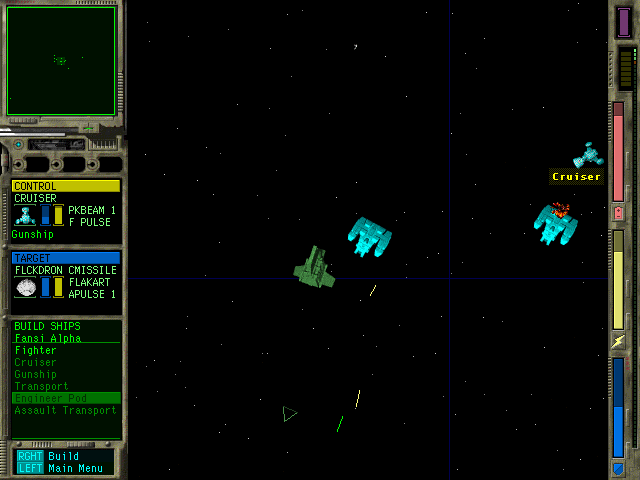 CONTROL
CRUISER
PKBEAM 1
F PULSE
Gunship
TARGET
FLCKDRON CMISSILE
FLAKART
APULSE 1
BUILD SHIPS
Fansi Alpha
Fighter
Cruiser
Gunship
Transport
Engineer Pod
Assault Transport
RGHT Build
LEFT Main Menu
?
Cruiser